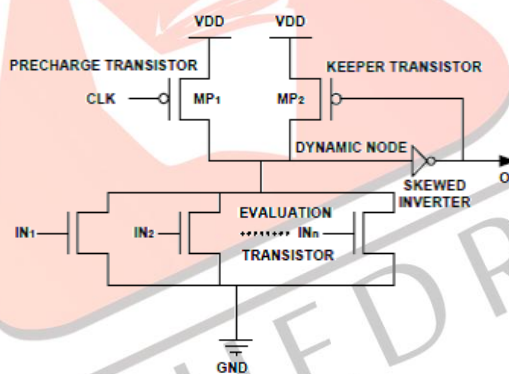 VDD VDD
PRECHARGE TRANSISTOR KEEPER TRANSISTOR
CLK MP1 MP2
DYNAMIC NODE
SKEWED
INVERTER
O
IN1 IN2 EVALUATION INn
TRANSISTOR
GND